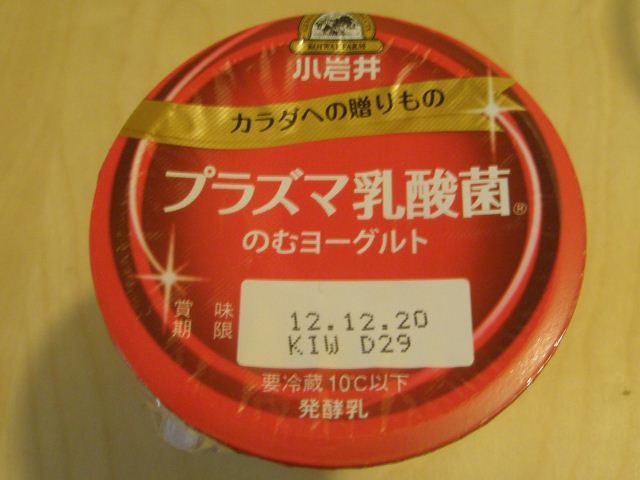 KOIWAI FARM
小岩井
カラダへの贈りもの
プラズマ乳酸菌®
のむヨーグルト
賞味
期限
12.12.20
KIW D29
要冷蔵10℃以下
発酵乳